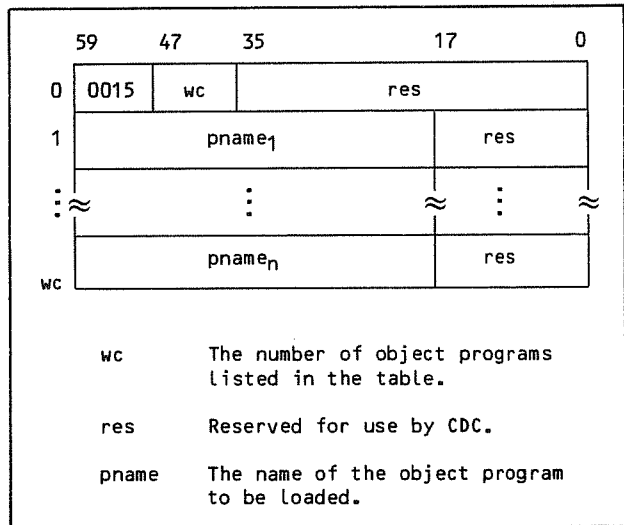 59 47 35 17 0
0 0015 wc res
1 pname1 res
⋮ ≈ ⋮ ≈ ⋮ ≈
wc pnamen res
wc The number of object programs
listed in the table.
res Reserved for use by CDC.
pname The name of the object program
to be loaded.